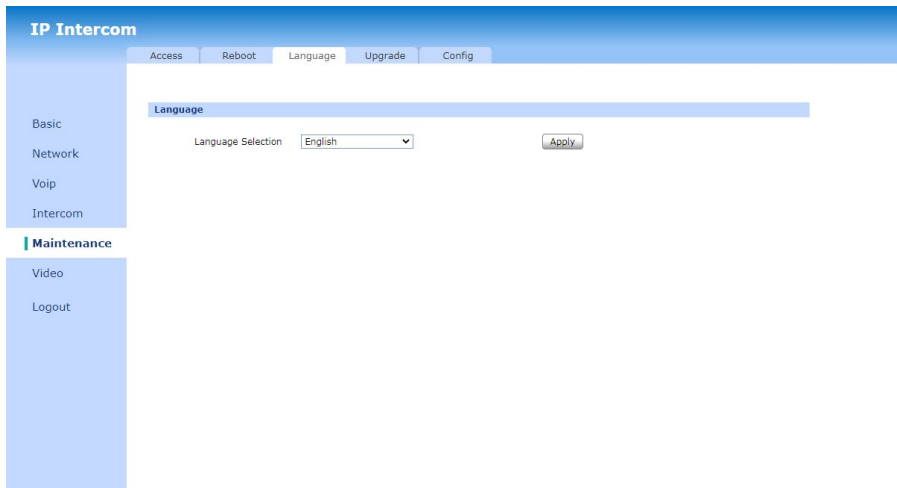 IP Intercom
Access Reboot Language Upgrade Config
Language
Language Selection English Apply
Basic
Network
Voip
Intercom
Maintenance
Video
Logout